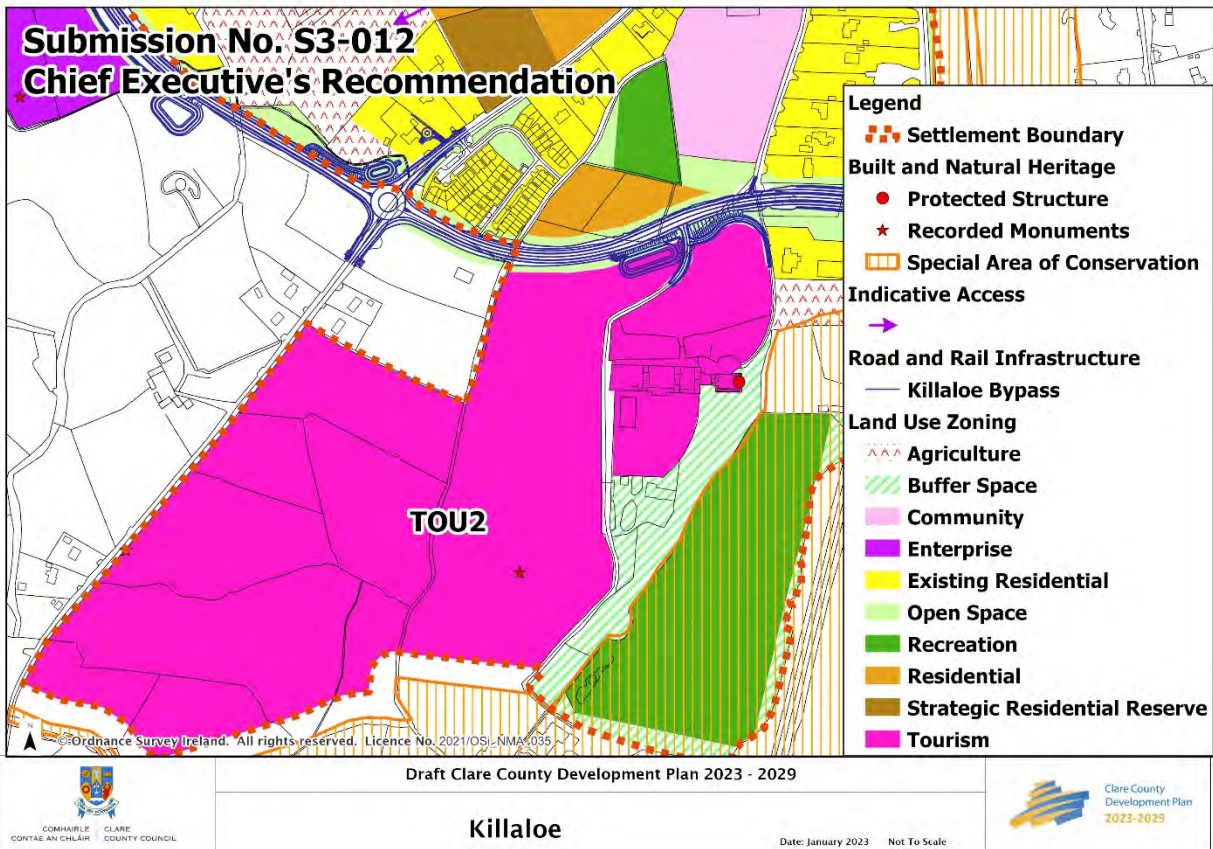 Submission No. S3-012
Chief Executive's Recommendation
Legend
Settlement Boundary
Built and Natural Heritage
Protected Structure
Recorded Monuments
Special Area of Conservation
Indicative Access
Road and Rail Infrastructure
Killaloe Bypass
Land Use Zoning
Agriculture
Buffer Space
Community
Enterprise
Existing Residential
Open Space
Recreation
Residential
Strategic Residential Reserve
Tourism
TOU2
N
© Ordnance Survey Ireland. All rights reserved. Licence No. 2021/OSi_NMA_035
Draft Clare County Development Plan 2023 - 2029
Killaloe
Date: January 2023 Not To Scale
COMHAIRLE CLARE
CONTAE AN CHLÁIR COUNTY COUNCIL
Clare County
Development Plan
2023-2029